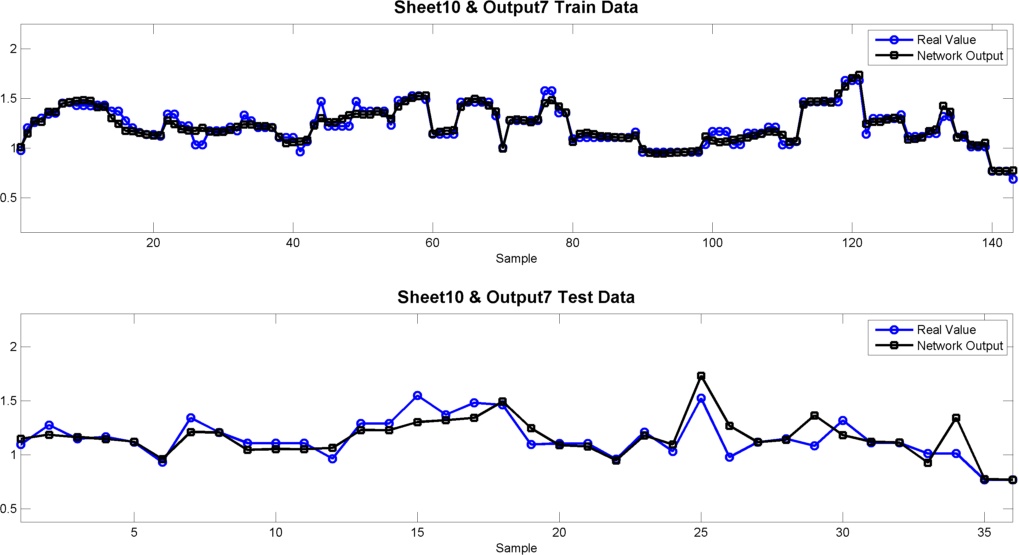 Sheet10 & Output7 Train Data
Real Value
Network Output
2
1.5
1
0.5
20 40 60 80 100 120 140
Sample
Sheet10 & Output7 Test Data
Real Value
Network Output
2
1.5
1
0.5
5 10 15 20 25 30 35
Sample